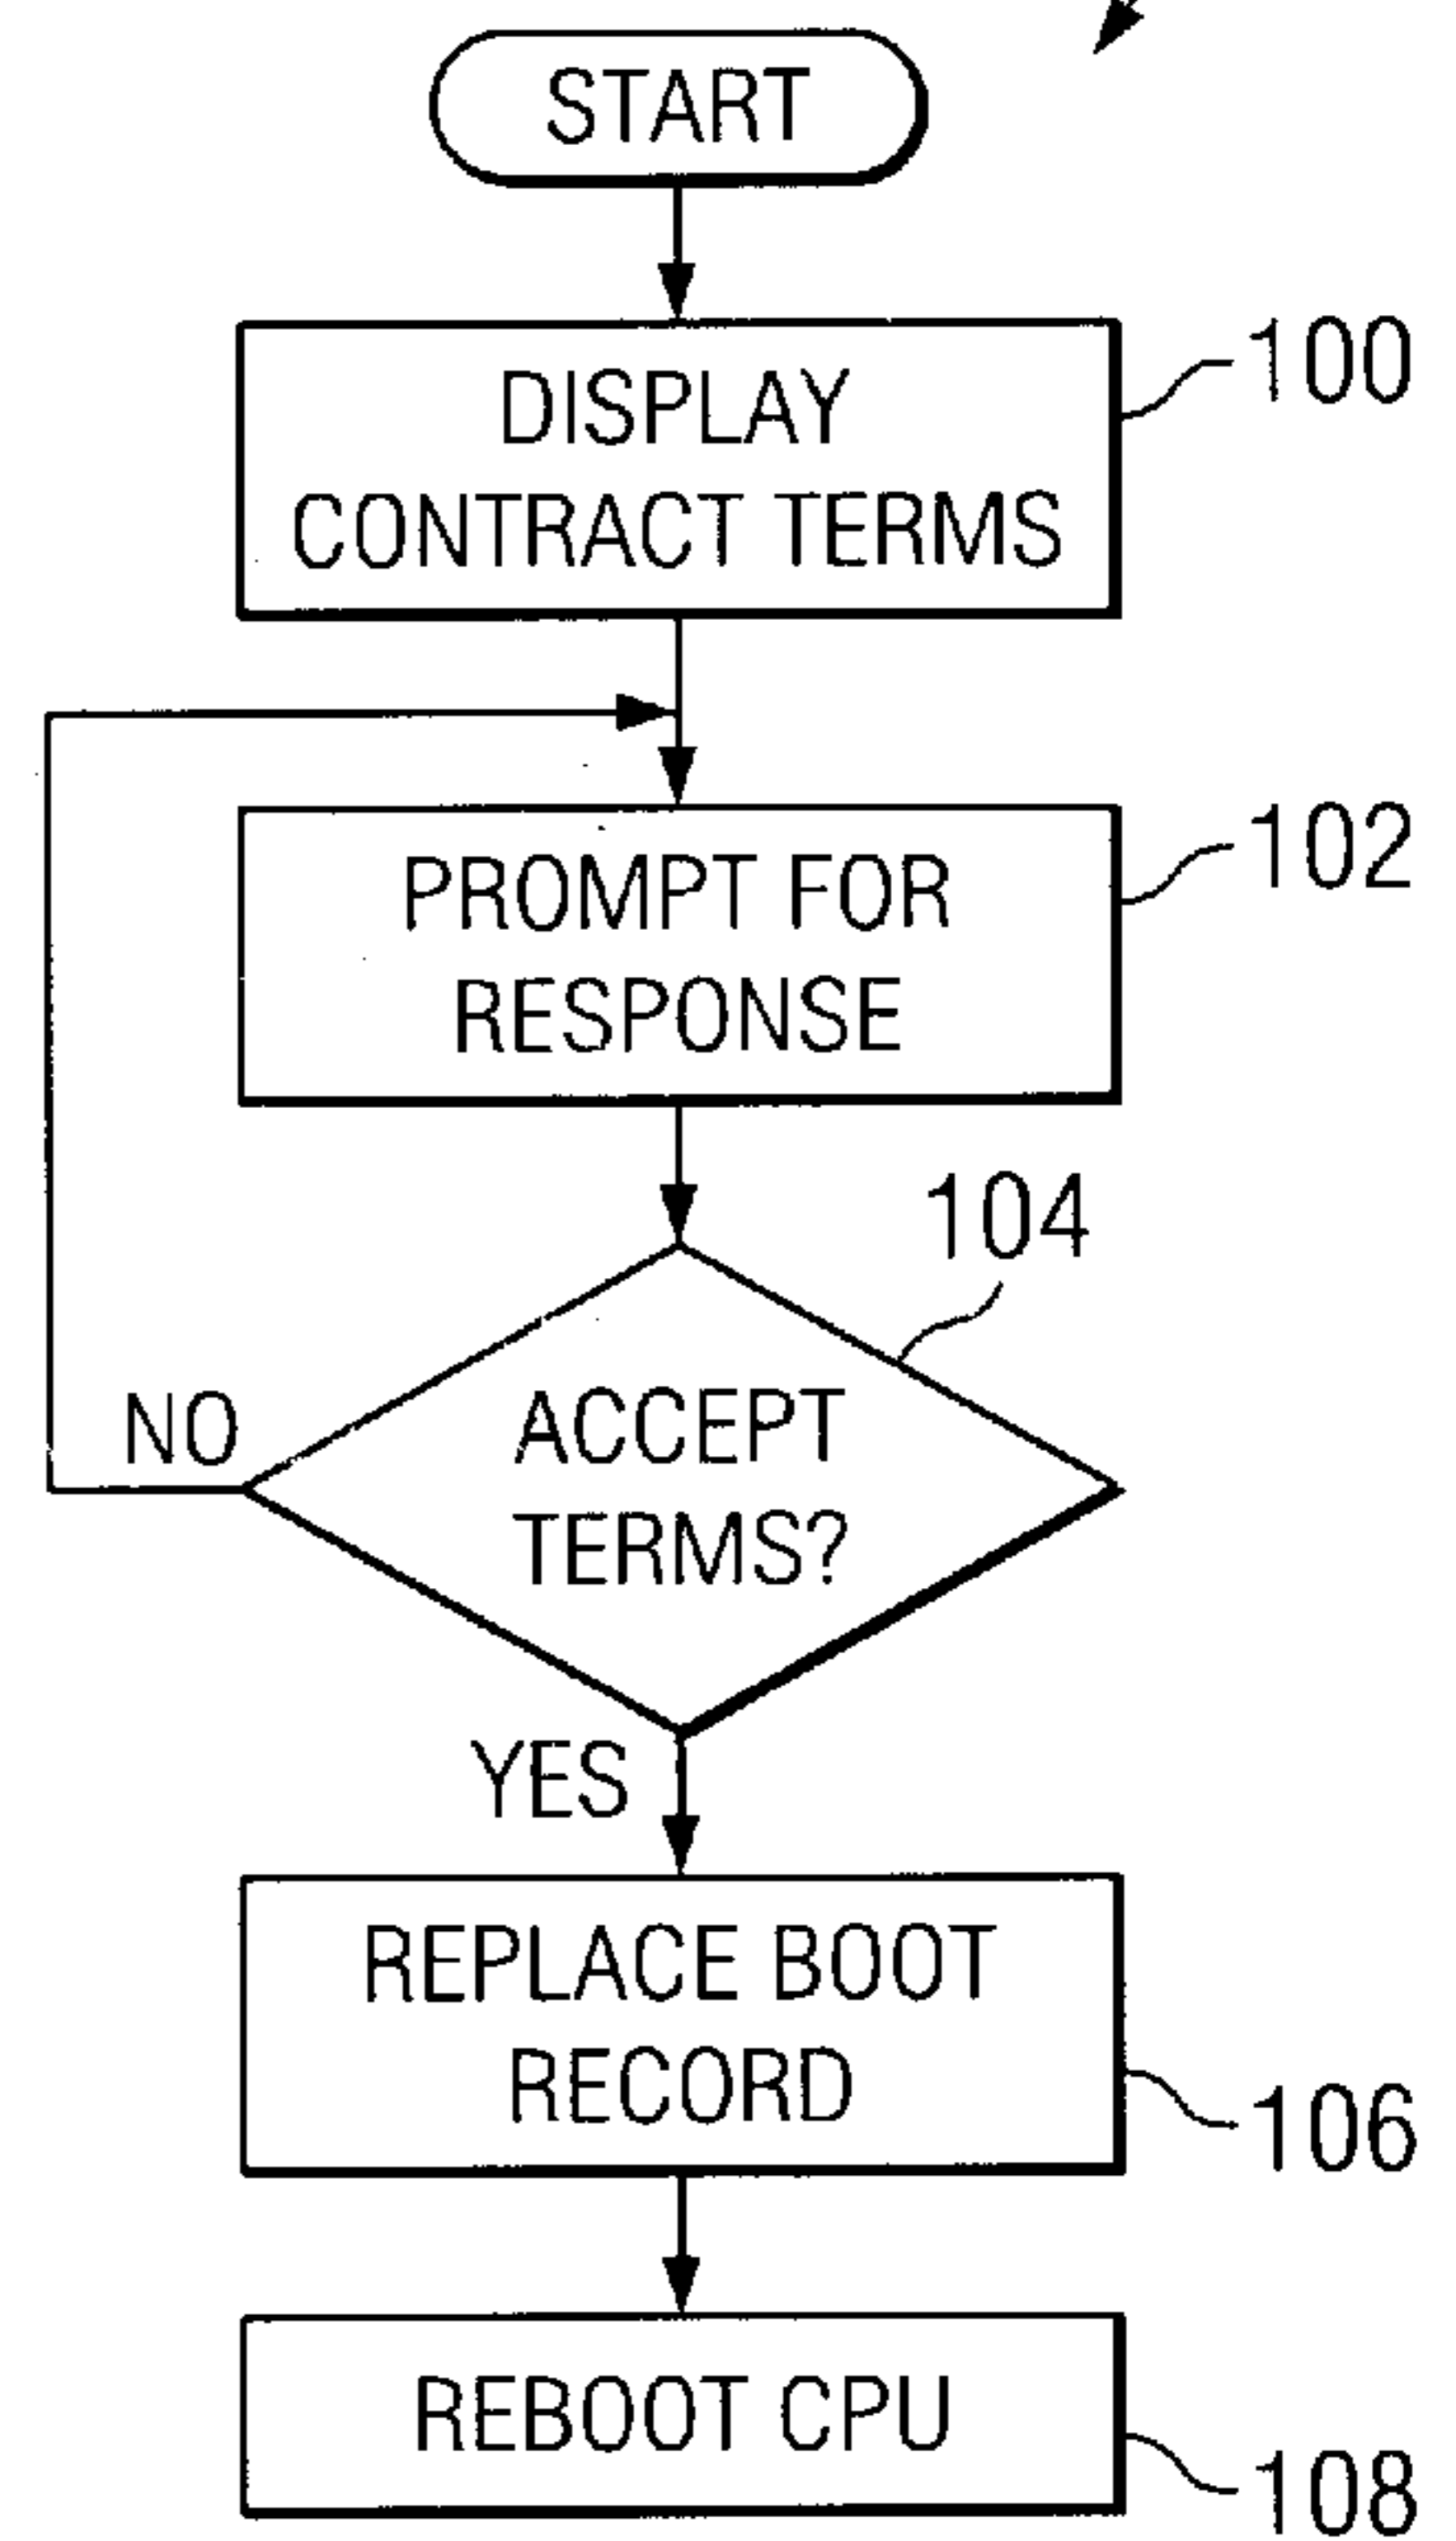 START
DISPLAY
CONTRACT TERMS
100
PROMPT FOR
RESPONSE
102
104
ACCEPT
TERMS?
NO
YES
REPLACE BOOT
RECORD
106
REBOOT CPU
108